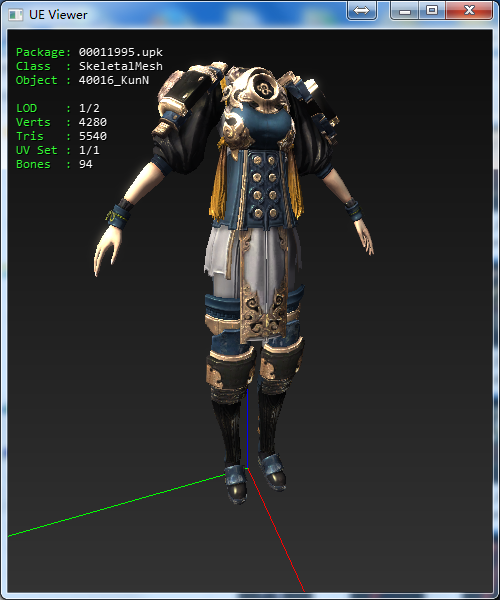 UE Viewer
Package: 00011995.upk
Class : SkeletalMesh
Object : 40016_KunN
LOD : 1/2
Verts : 4280
Tris : 5540
UV Set : 1/1
Bones : 94